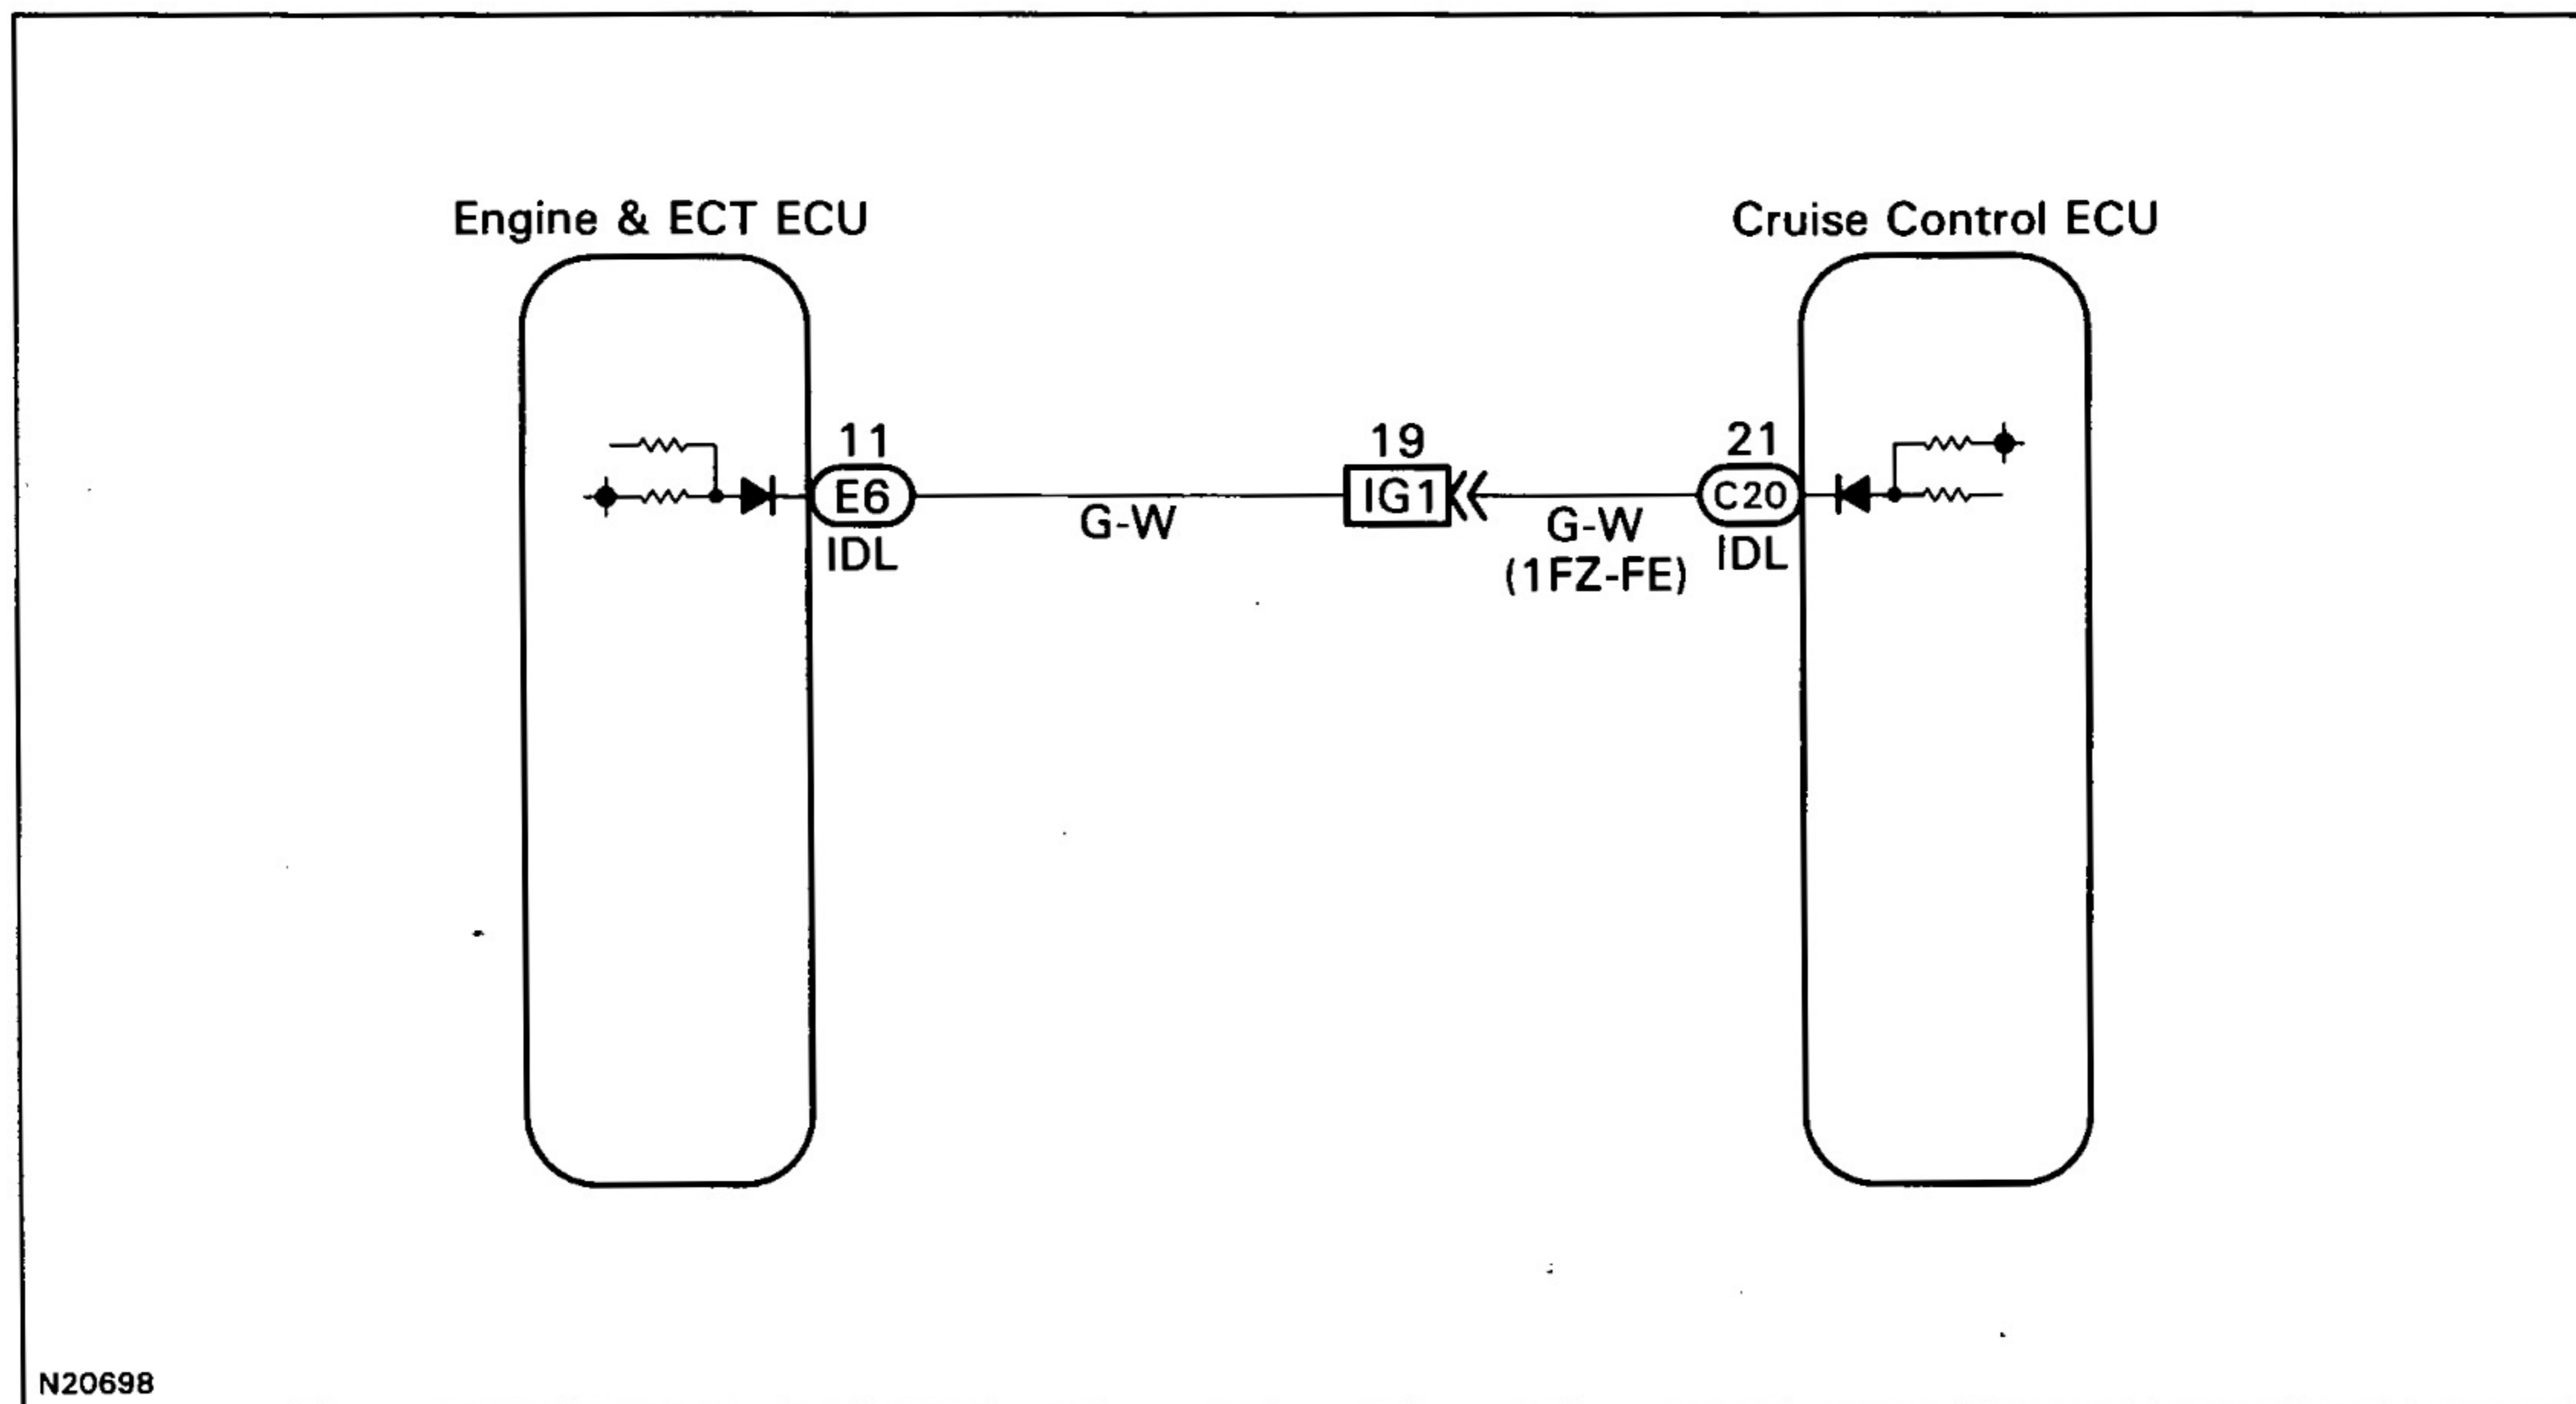 Engine & ECT ECU
Cruise Control ECU
11
19
21
E6
IG1
C20
G-W
G-W
IDL
(1FZ-FE)
IDL
N20698